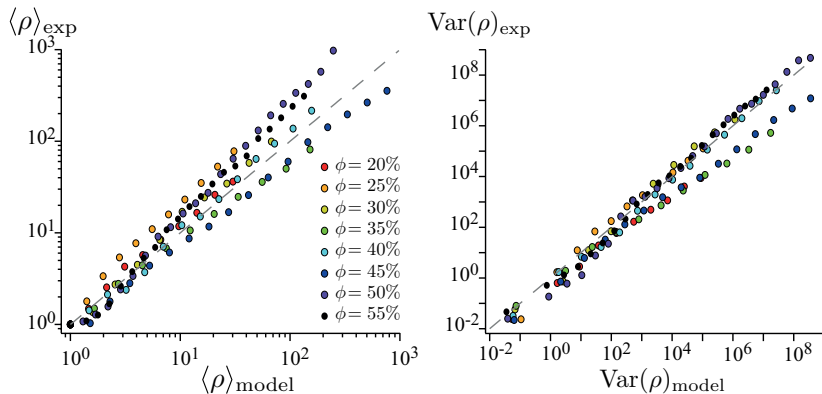 ⟨ρ⟩exp
10³
10²
10¹
10⁰
10⁰ 10¹ 10² 10³
⟨ρ⟩model
ϕ = 20%
ϕ = 25%
ϕ = 30%
ϕ = 35%
ϕ = 40%
ϕ = 45%
ϕ = 50%
ϕ = 55%
Var(ρ)exp
10⁸
10⁶
10⁴
10²
10⁰
10⁻²
10⁻² 10⁰ 10² 10⁴ 10⁶ 10⁸
Var(ρ)model